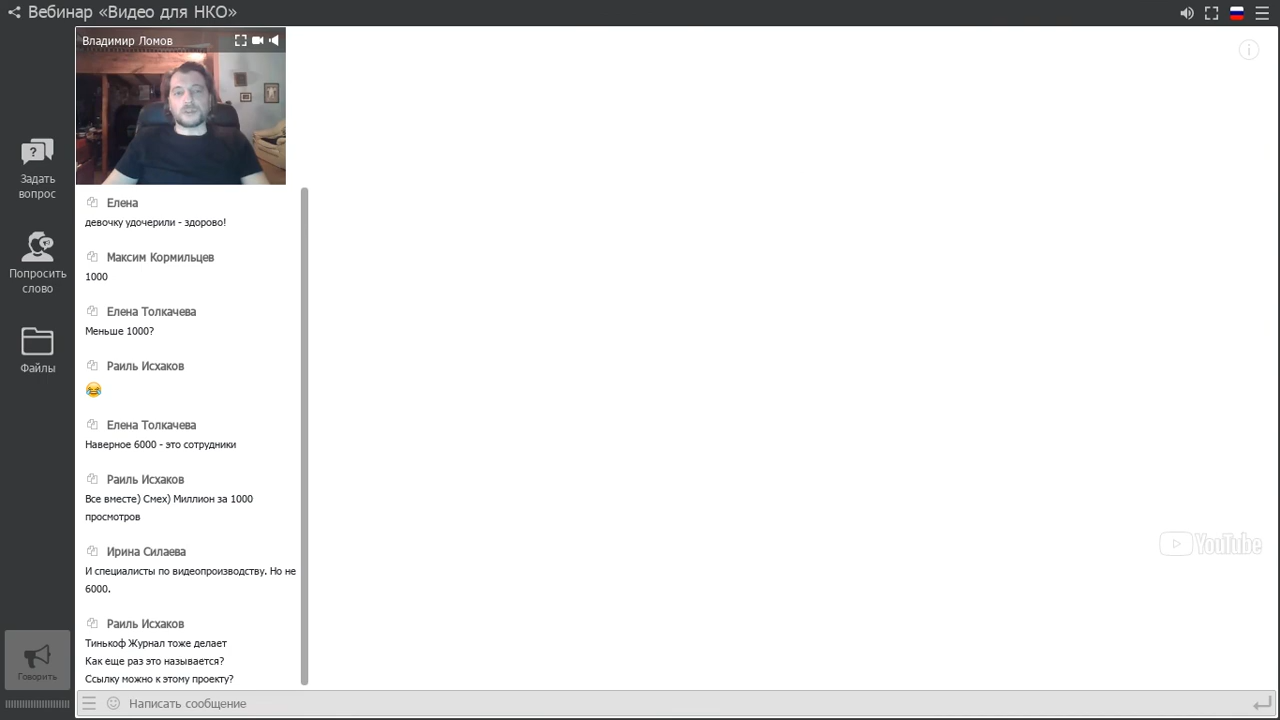 Вебинар «Видео для НКО»
Владимир Ломов
Задать
вопрос
Попросить
слово
Файлы
Говорить
Елена
девочку удочерили - здорово!
Максим Кормильцев
1000
Елена Толкачева
Меньше 1000?
Раиль Исхаков
Елена Толкачева
Наверное 6000 - это сотрудники
Раиль Исхаков
Все вместе) Смех) Миллион за 1000
просмотров
Ирина Силаева
И специалисты по видеопроизводству. Но не
6000.
Раиль Исхаков
Тинькоф Журнал тоже делает
Как еще раз это называется?
Ссылку можно к этому проекту?
Написать сообщение
YouTube